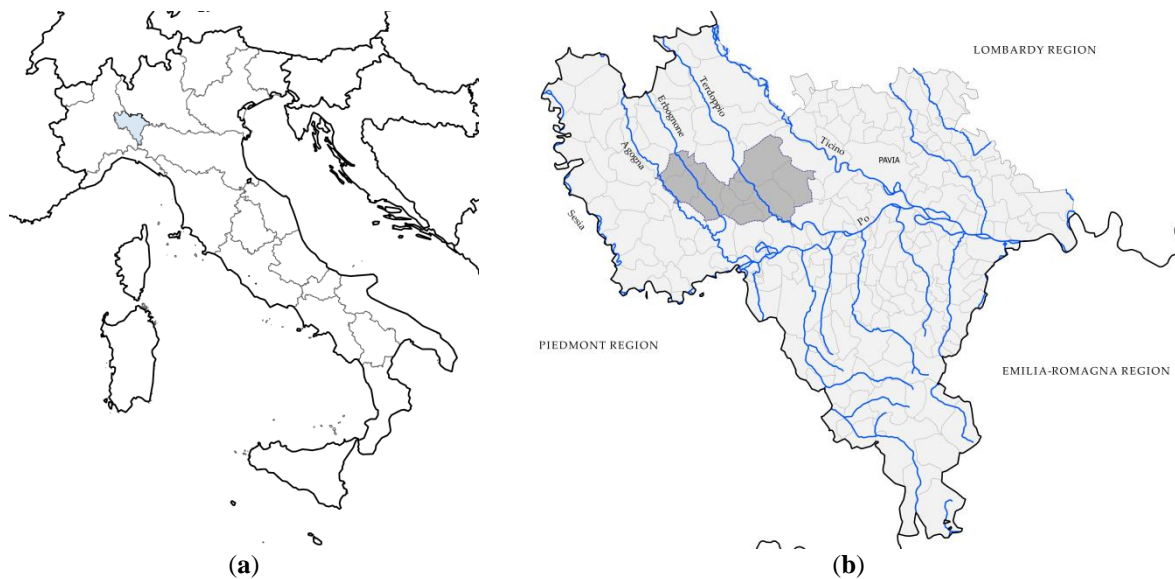 LOMBARDY REGION
Terdoppio
Erbognone
Agogna
Ticino
PAVIA
Sesia
Po
PIEDMONT REGION
EMILIA-ROMAGNA REGION
(a)
(b)